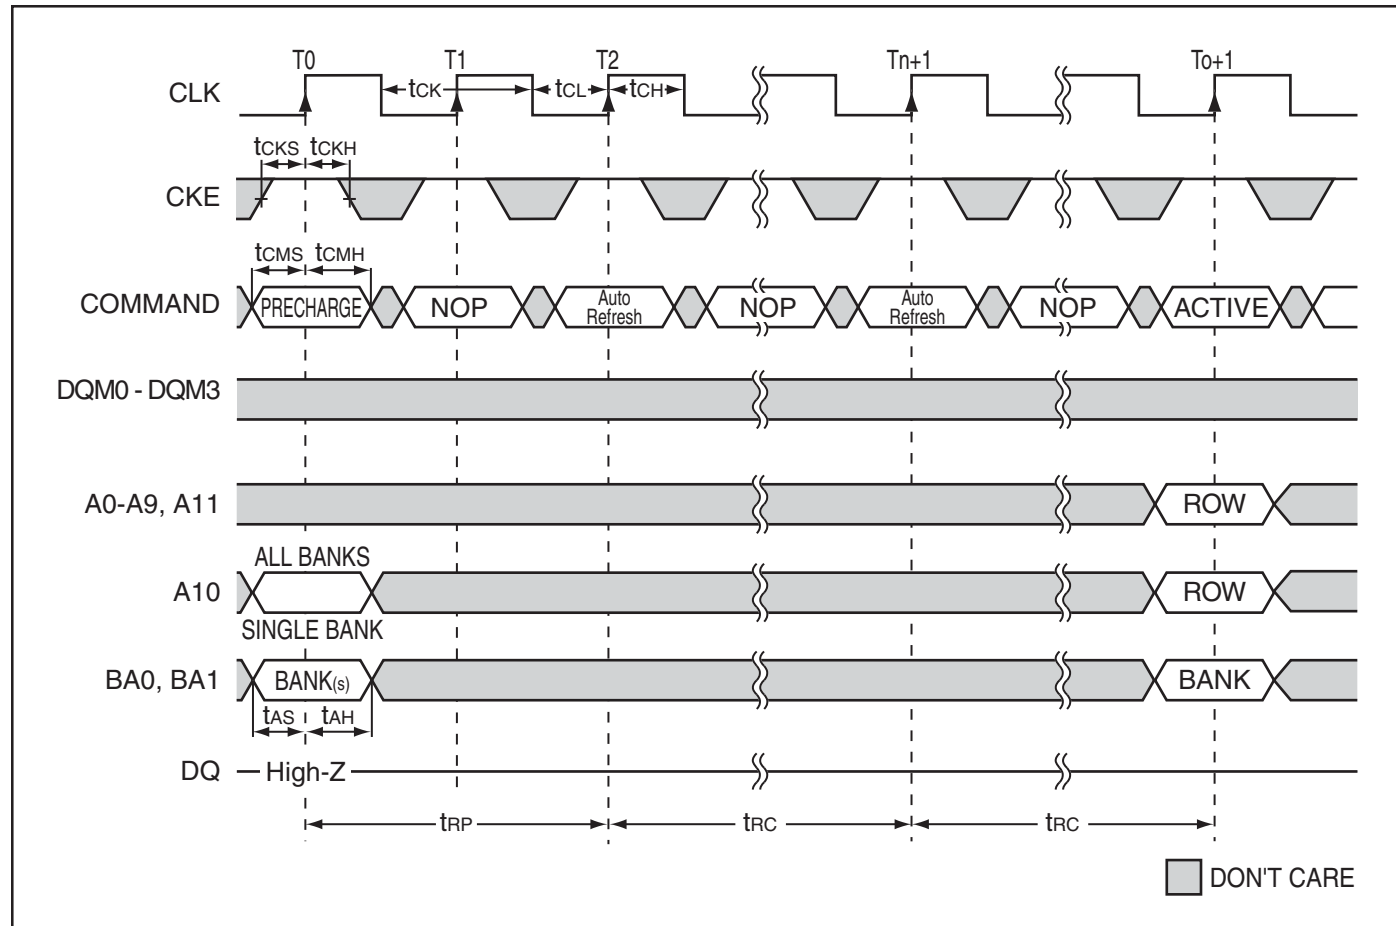 T0 T1 T2 Tn+1 To+1
CLK tCK tCL tCH
tCKS tCKH
CKE
tCMS tCMH
COMMAND PRECHARGE NOP Auto Refresh NOP Auto Refresh NOP ACTIVE
DQM0 - DQM3
A0-A9, A11 ROW
ALL BANKS
A10 ROW
SINGLE BANK
BA0, BA1 BANK(s) BANK
tAS tAH
DQ High-Z
tRP tRC tRC
DON'T CARE